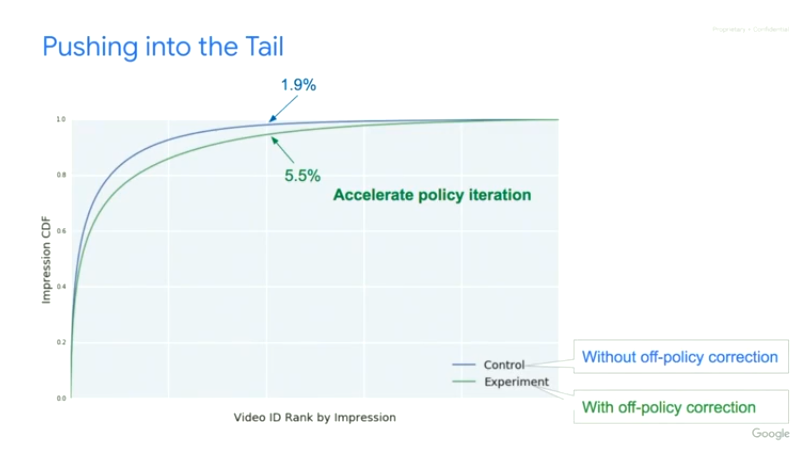 Proprietary + Confidential
Pushing into the Tail
1.9%
1.0
5.5%
0.8
Accelerate policy iteration
Impression CDF
0.6
0.4
0.2
Control
Without off-policy correction
Experiment
With off-policy correction
0.0
Video ID Rank by Impression
Google